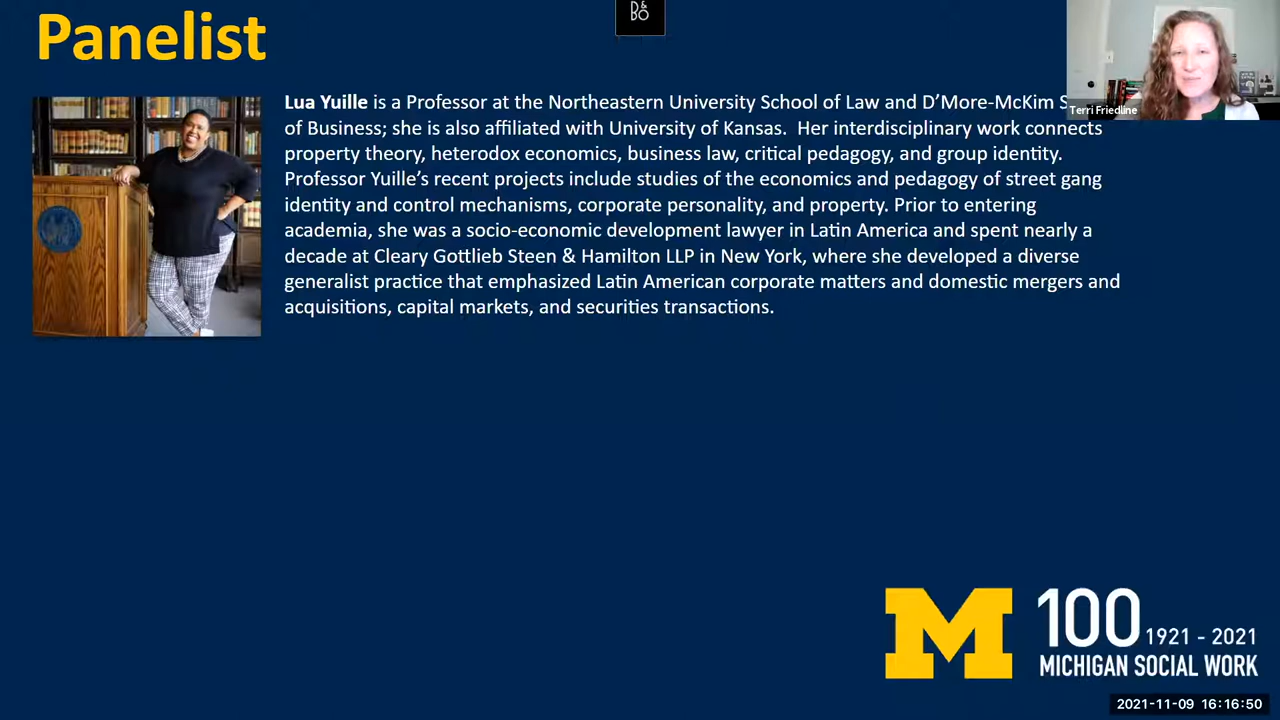 Panelist
D&
BO
Terri Friedline
Lua Yuille is a Professor at the Northeastern University School of Law and D’More-McKim S
of Business; she is also affiliated with University of Kansas. Her interdisciplinary work connects
property theory, heterodox economics, business law, critical pedagogy, and group identity.
Professor Yuille’s recent projects include studies of the economics and pedagogy of street gang
identity and control mechanisms, corporate personality, and property. Prior to entering
academia, she was a socio-economic development lawyer in Latin America and spent nearly a
decade at Cleary Gottlieb Steen & Hamilton LLP in New York, where she developed a diverse
generalist practice that emphasized Latin American corporate matters and domestic mergers and
acquisitions, capital markets, and securities transactions.
M 100 1921 - 2021
MICHIGAN SOCIAL WORK
2021-11-09 16:16:50